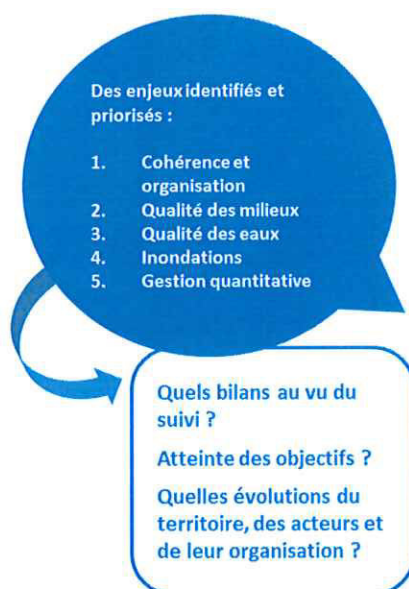 Des enjeux identifiés et
priorisés :
1. Cohérence et
organisation
2. Qualité des milieux
3. Qualité des eaux
4. Inondations
5. Gestion quantitative
Quels bilans au vu du
suivi ?
Atteinte des objectifs ?
Quelles évolutions du
territoire, des acteurs et
de leur organisation ?